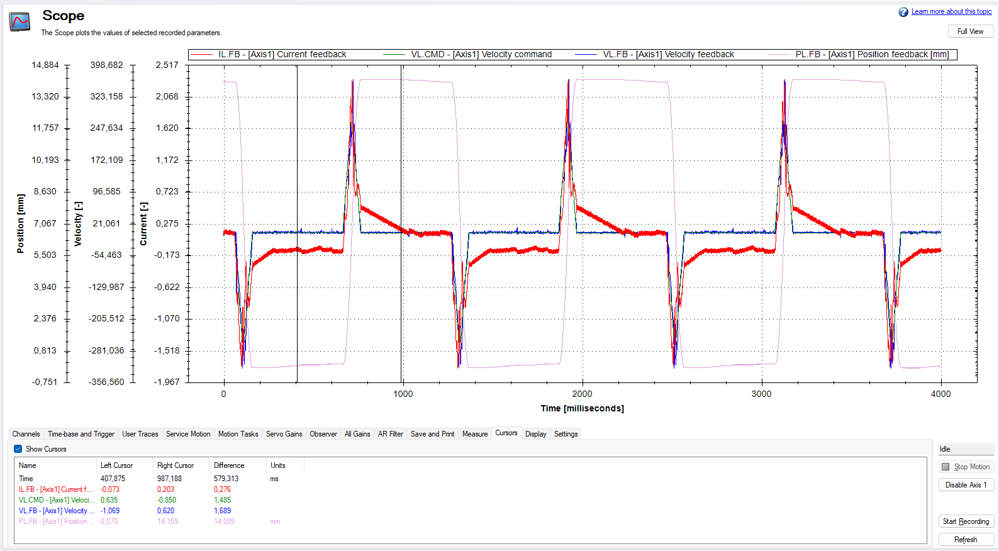 Scope
Learn more about this topic
The Scope plots the values of selected recorded parameters.
Full View
IL.FB - [Axis1] Current feedback VL.CMD - [Axis1] Velocity command VL.FB - [Axis1] Velocity feedback PL.FB - [Axis1] Position feedback [mm]
14,884 398,682 2,517
13,320 323,158 2,068
11,757 247,634 1,620
10,193 172,109 1,172
8,630 96,585 0,723
7,067 21,061 0,275
5,503 -54,463 -0,173
3,940 -129,987 -0,622
2,376 -205,512 -1,070
0,813 -281,036 -1,518
-0,751 -356,560 -1,967
Position [mm]
Velocity [-]
Current [-]
0 1000 2000 3000 4000
Time [milliseconds]
Channels Time-base and Trigger User Traces Service Motion Motion Tasks Servo Gains Observer All Gains AR Filter Save and Print Measure Cursors Display Settings
Show Cursors
Name Left Cursor Right Cursor Difference Units
Time 407,875 987,188 579,313 ms
IL.FB - [Axis1] Current f... -0,073 0,203 0,276
VL.CMD - [Axis1] Veloci... 0,635 -0,850 1,485
VL.FB - [Axis1] Velocity ... -1,069 0,620 1,689
PL.FB - [Axis1] Position ... 0,070 14,169 14,099 mm
Idle
Stop Motion
Disable Axis 1
Start Recording
Refresh